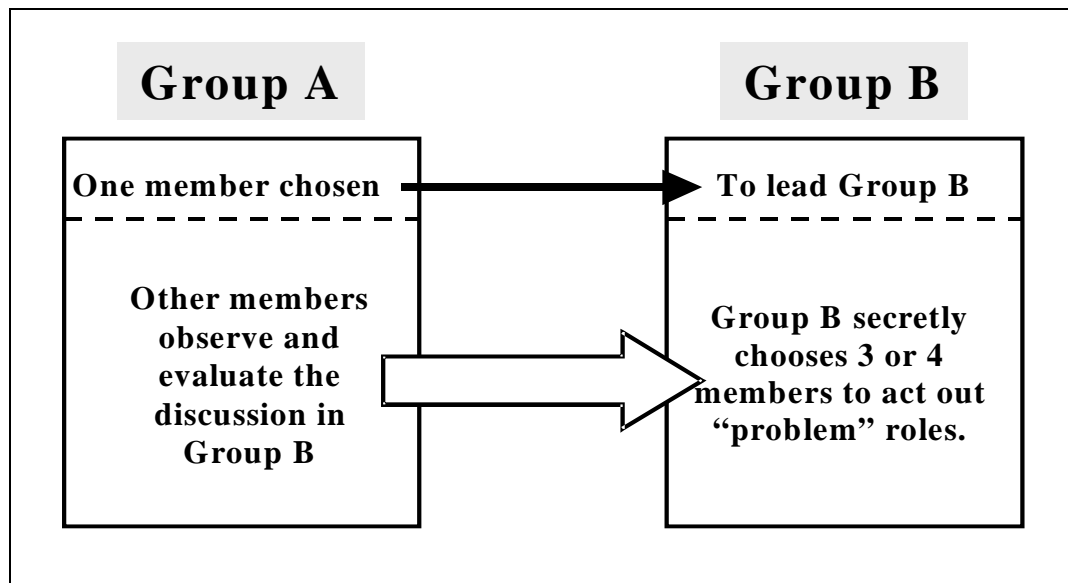 Group A
Group B
One member chosen
To lead Group B
Other members
observe and
evaluate the
discussion in
Group B
Group B secretly
chooses 3 or 4
members to act out
“problem” roles.